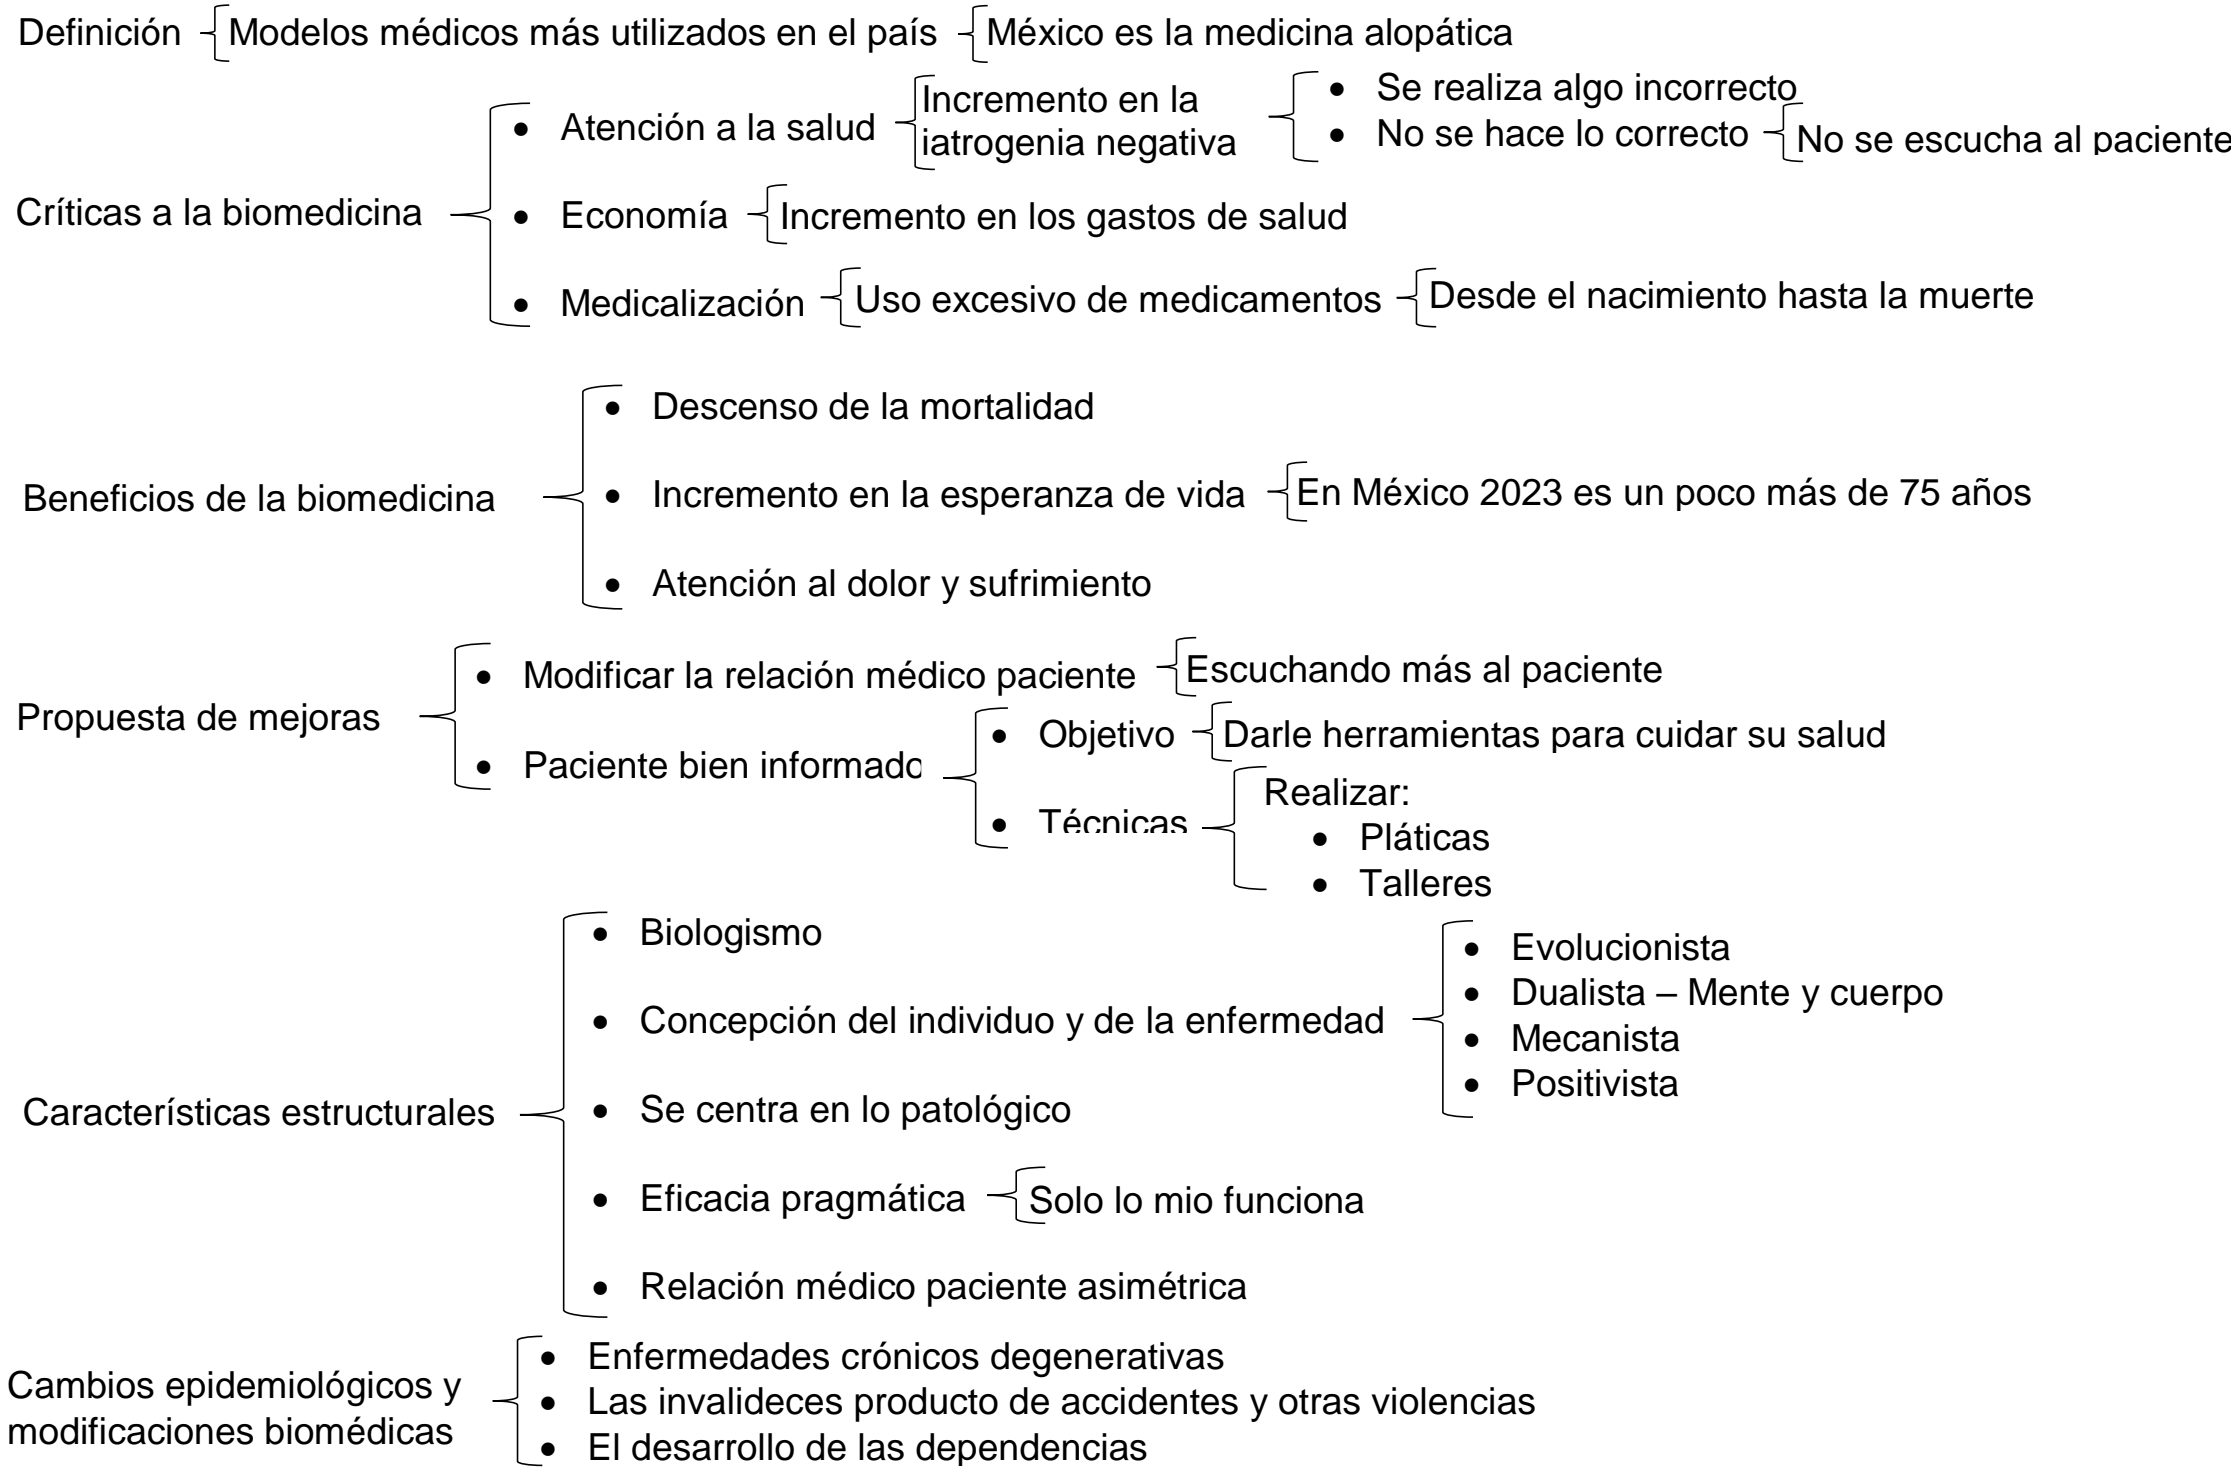 Definición
Modelos médicos más utilizados en el país
México es la medicina alopática
Críticas a la biomedicina
• Atención a la salud
Incremento en la
iatrogenia negativa
• Se realiza algo incorrecto
• No se hace lo correcto
No se escucha al paciente
• Economía
Incremento en los gastos de salud
• Medicalización
Uso excesivo de medicamentos
Desde el nacimiento hasta la muerte
Beneficios de la biomedicina
• Descenso de la mortalidad
• Incremento en la esperanza de vida
En México 2023 es un poco más de 75 años
• Atención al dolor y sufrimiento
Propuesta de mejoras
• Modificar la relación médico paciente
Escuchando más al paciente
• Paciente bien informado
• Objetivo
Darle herramientas para cuidar su salud
• Técnicas
Realizar:
• Pláticas
• Talleres
Características estructurales
• Biologismo
• Concepción del individuo y de la enfermedad
• Evolucionista
• Dualista – Mente y cuerpo
• Mecanista
• Positivista
• Se centra en lo patológico
• Eficacia pragmática
Solo lo mio funciona
• Relación médico paciente asimétrica
Cambios epidemiológicos y
modificaciones biomédicas
• Enfermedades crónicos degenerativas
• Las invalideces producto de accidentes y otras violencias
• El desarrollo de las dependencias